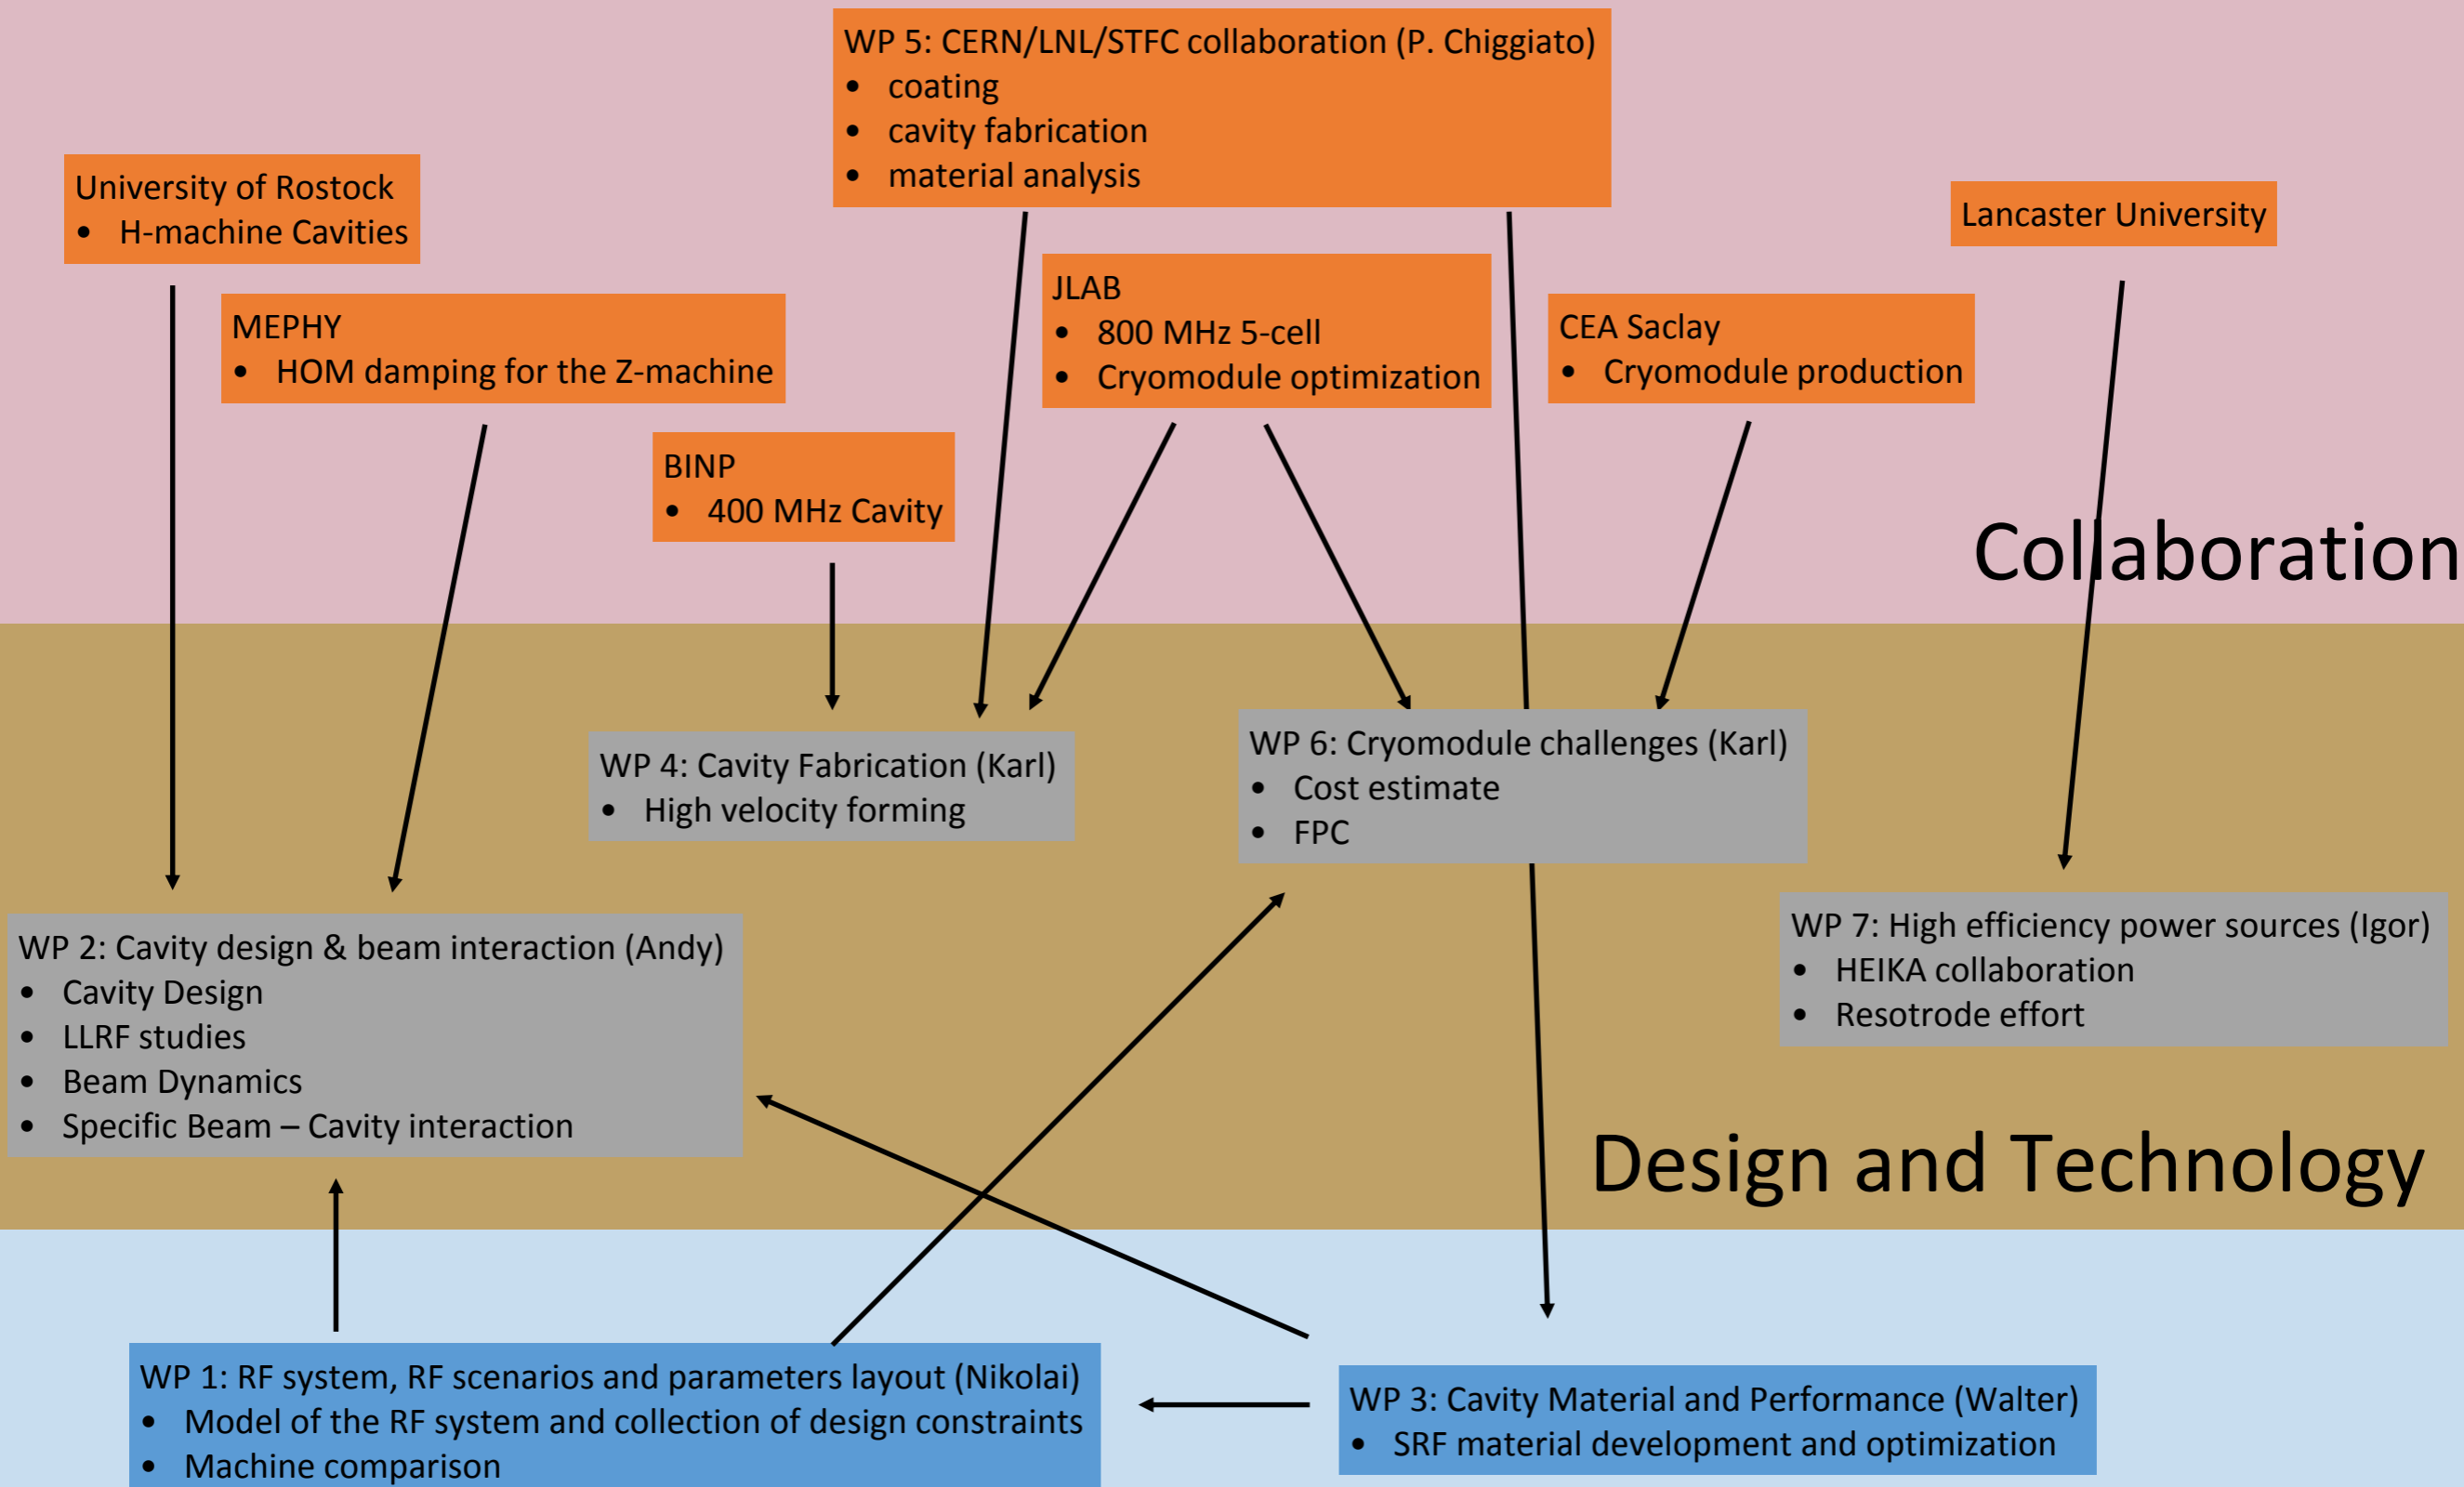 WP 5: CERN/LNL/STFC collaboration (P. Chiggiato)
• coating
• cavity fabrication
• material analysis
University of Rostock
• H-machine Cavities
Lancaster University
MEPHY
• HOM damping for the Z-machine
JLAB
• 800 MHz 5-cell
• Cryomodule optimization
CEA Saclay
• Cryomodule production
BINP
• 400 MHz Cavity
Collaboration
WP 4: Cavity Fabrication (Karl)
• High velocity forming
WP 6: Cryomodule challenges (Karl)
• Cost estimate
• FPC
WP 2: Cavity design & beam interaction (Andy)
• Cavity Design
• LLRF studies
• Beam Dynamics
• Specific Beam – Cavity interaction
WP 7: High efficiency power sources (Igor)
• HEIKA collaboration
• Resotrode effort
Design and Technology
WP 1: RF system, RF scenarios and parameters layout (Nikolai)
• Model of the RF system and collection of design constraints
• Machine comparison
WP 3: Cavity Material and Performance (Walter)
• SRF material development and optimization